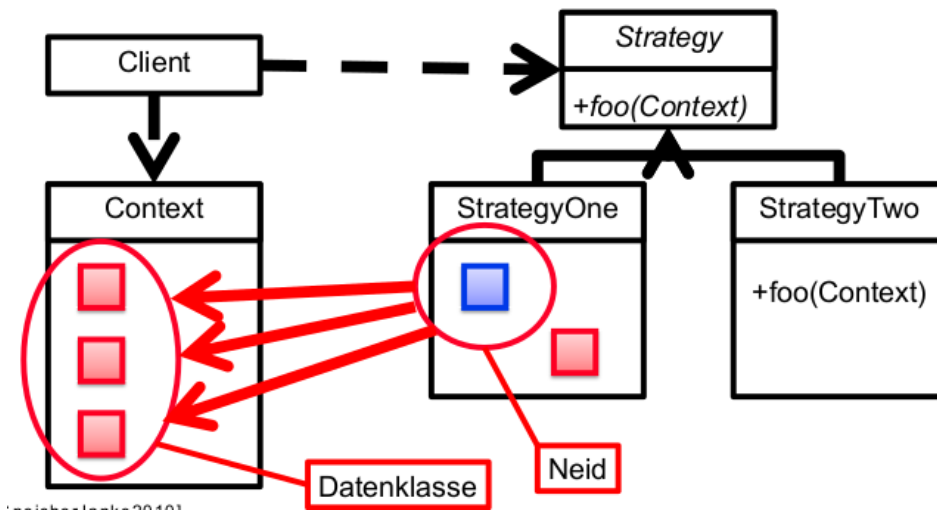 Client
Strategy
+foo(Context)
Context
StrategyOne
StrategyTwo
+foo(Context)
Neid
Datenklasse